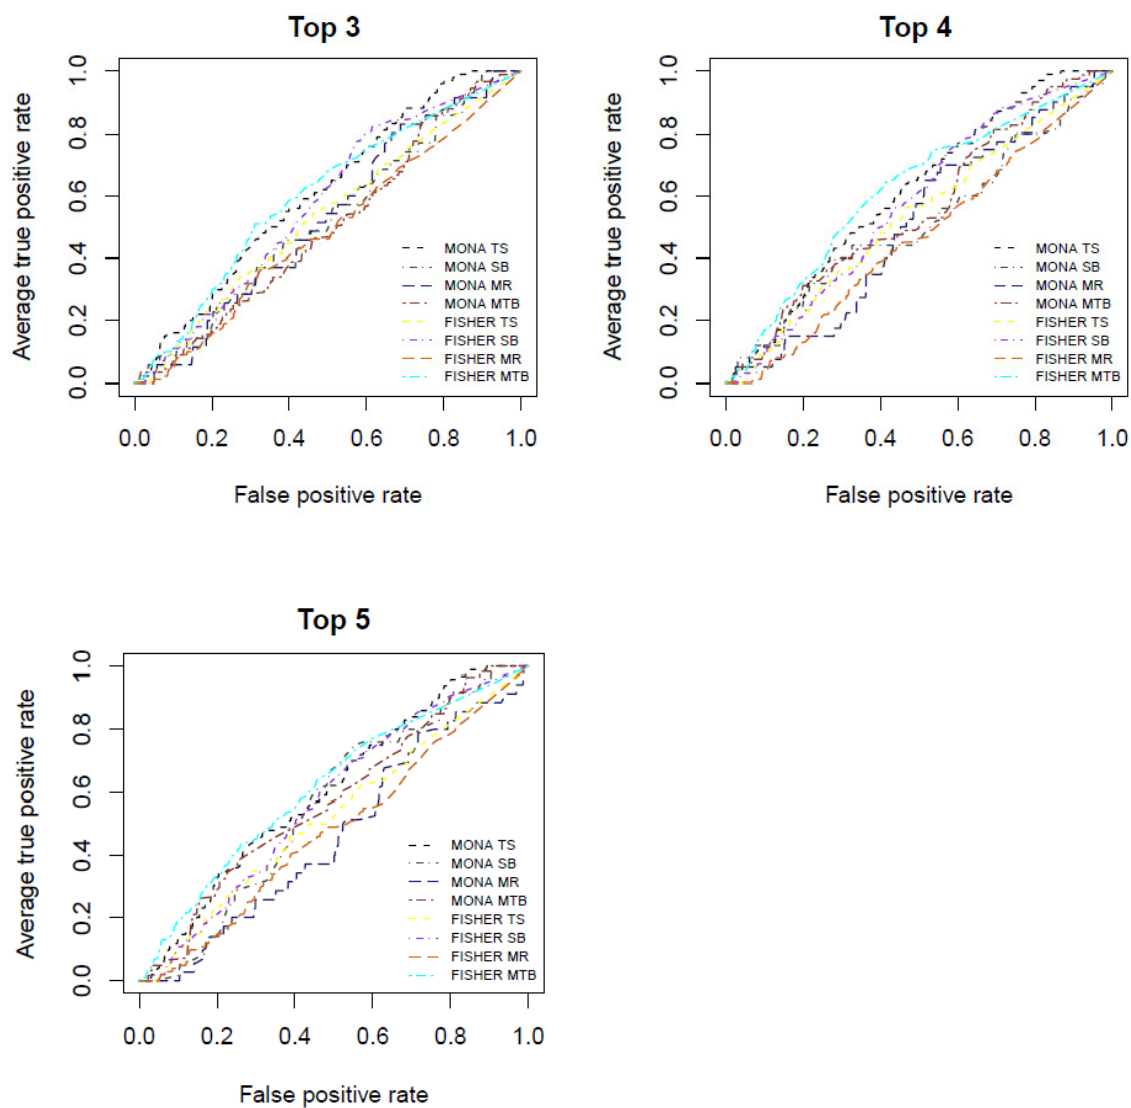 Top 3
Average true positive rate
1.0
0.8
0.6
0.4
0.2
0.0
MONA TS
MONA SB
MONA MR
MONA MTB
FISHER TS
FISHER SB
FISHER MR
FISHER MTB
0.0 0.2 0.4 0.6 0.8 1.0
False positive rate
Top 4
Average true positive rate
1.0
0.8
0.6
0.4
0.2
0.0
MONA TS
MONA SB
MONA MR
MONA MTB
FISHER TS
FISHER SB
FISHER MR
FISHER MTB
0.0 0.2 0.4 0.6 0.8 1.0
False positive rate
Top 5
Average true positive rate
1.0
0.8
0.6
0.4
0.2
0.0
MONA TS
MONA SB
MONA MR
MONA MTB
FISHER TS
FISHER SB
FISHER MR
FISHER MTB
0.0 0.2 0.4 0.6 0.8 1.0
False positive rate